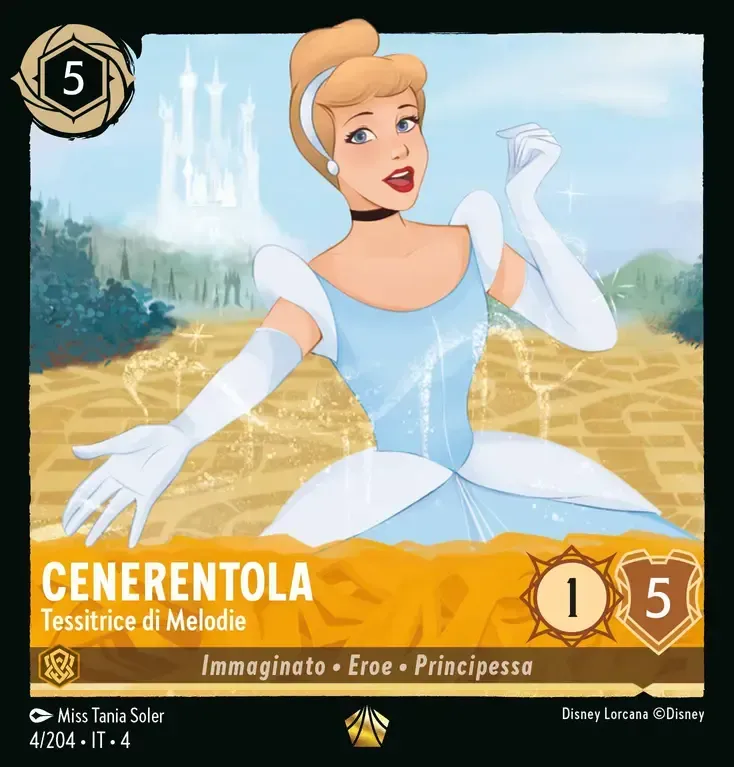 5
CENERENTOLA
Tessitrice di Melodie
1
5
Immaginato • Eroe • Principessa
Miss Tania Soler
Disney Lorcana ©Disney
4/204 • IT • 4